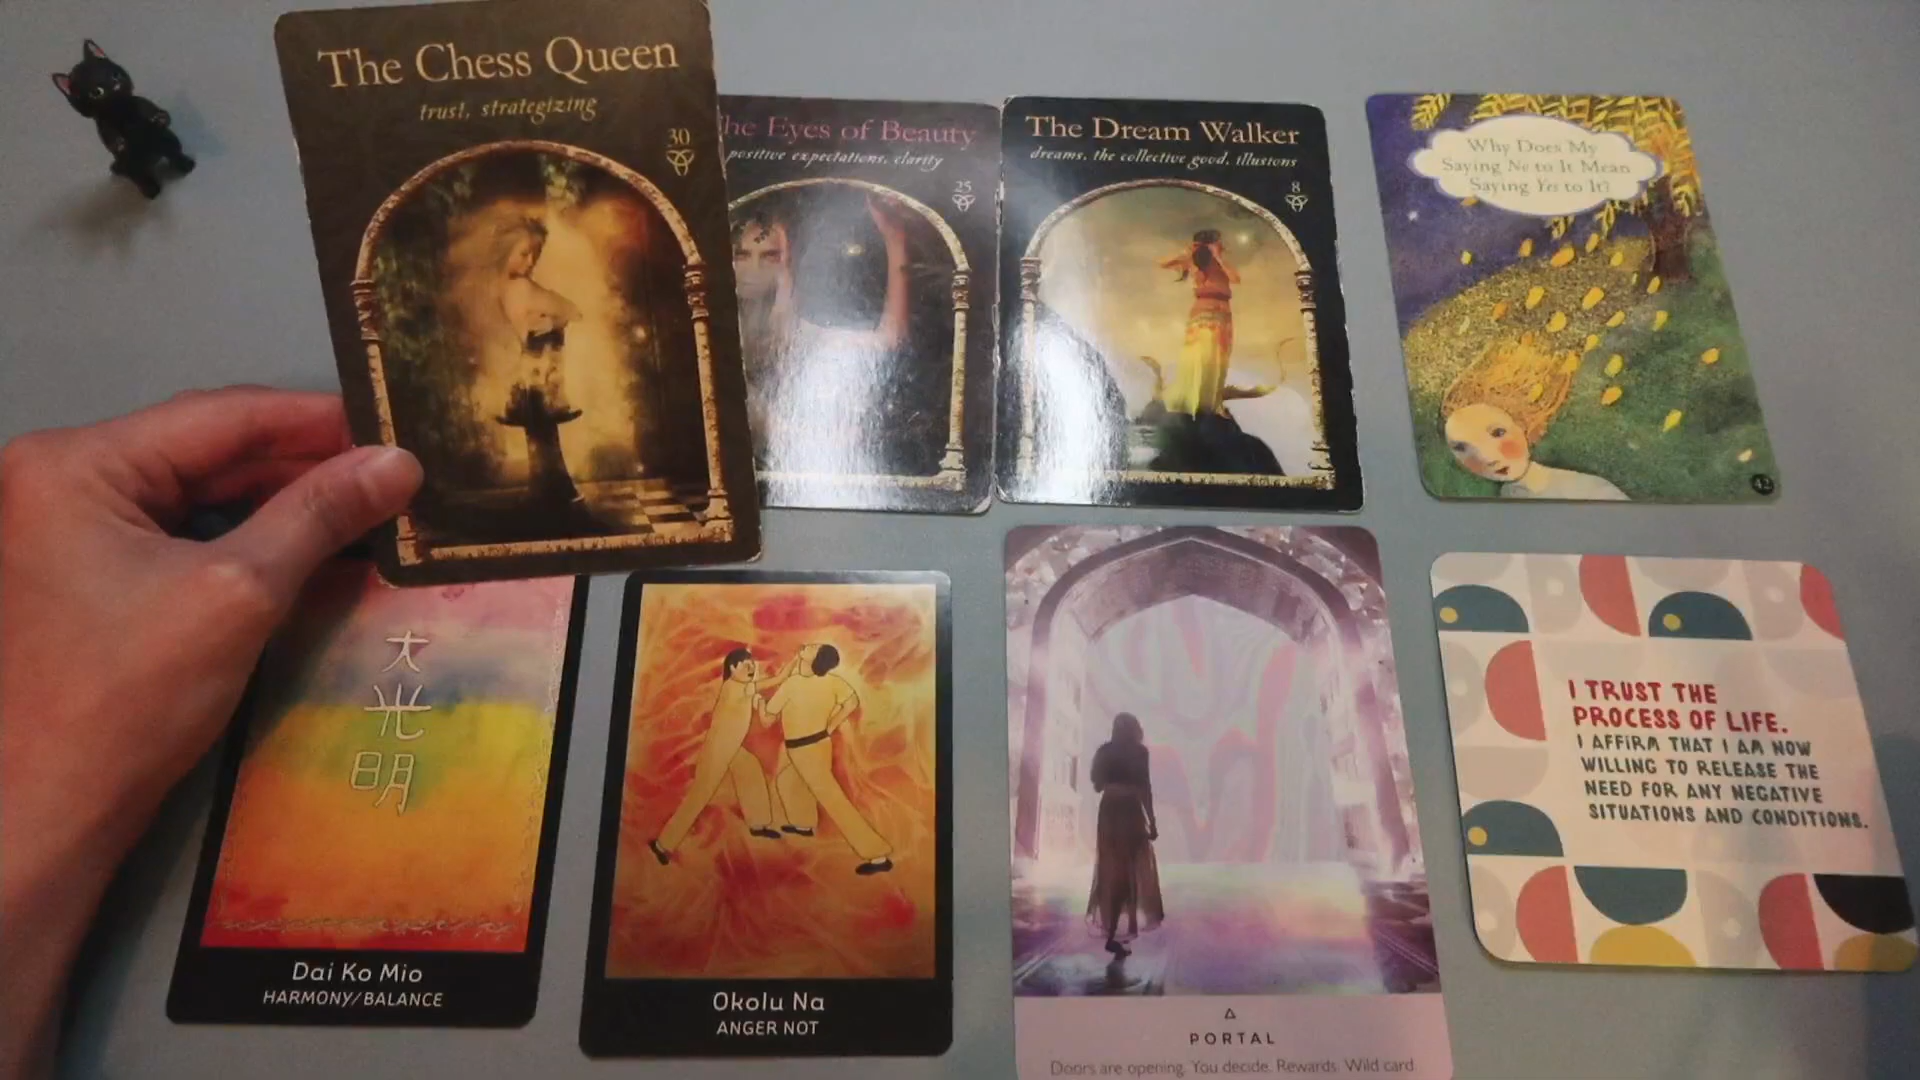 The Chess Queen
trust, strategizing
30
The Eyes of Beauty
positive expectations, clarity
25
The Dream Walker
dreams, the collective good, illusions
8
Why Does My
Saying No to It Mean
Saying Yes to It?
42
大
光
明
Dai Ko Mio
HARMONY/BALANCE
Okolu Na
ANGER NOT
PORTAL
Doors are opening. You decide. Rewards. Wild card.
I TRUST THE
PROCESS OF LIFE.
I AFFIRM THAT I AM NOW
WILLING TO RELEASE THE
NEED FOR ANY NEGATIVE
SITUATIONS AND CONDITIONS.